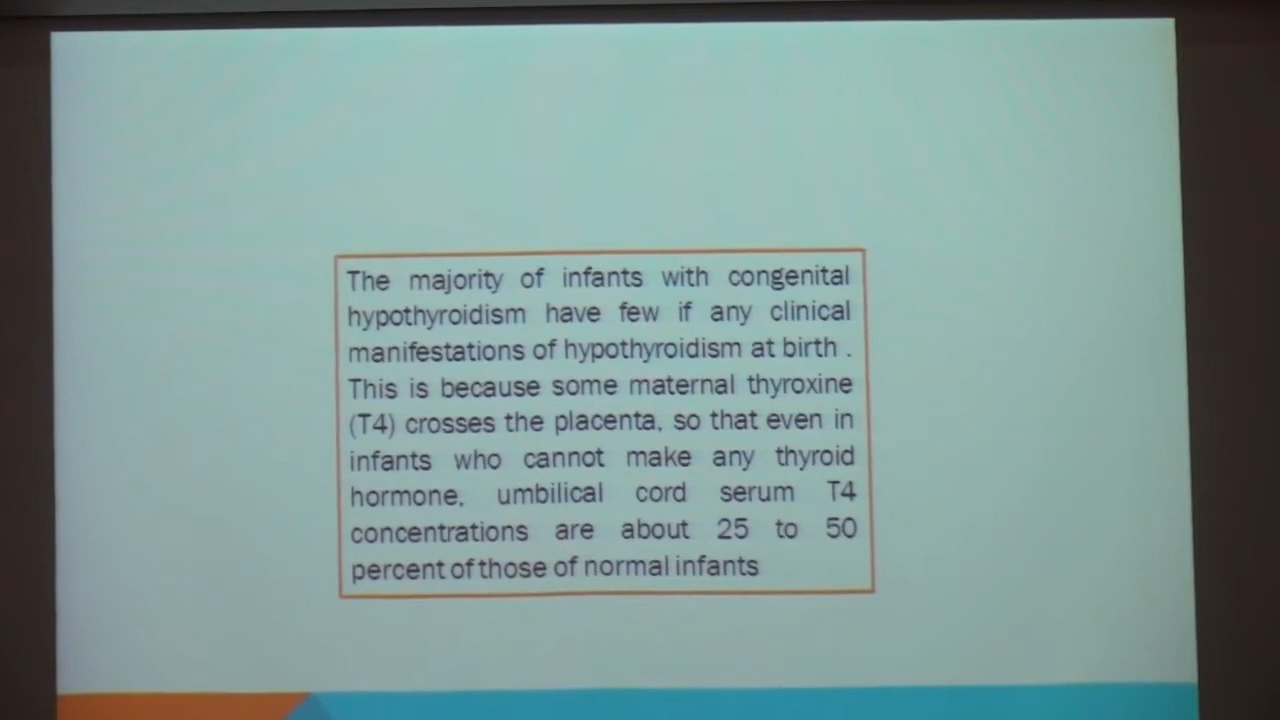 The majority of infants with congenital
hypothyroidism have few if any clinical
manifestations of hypothyroidism at birth .
This is because some maternal thyroxine
(T4) crosses the placenta, so that even in
infants who cannot make any thyroid
hormone, umbilical cord serum T4
concentrations are about 25 to 50
percent of those of normal infants